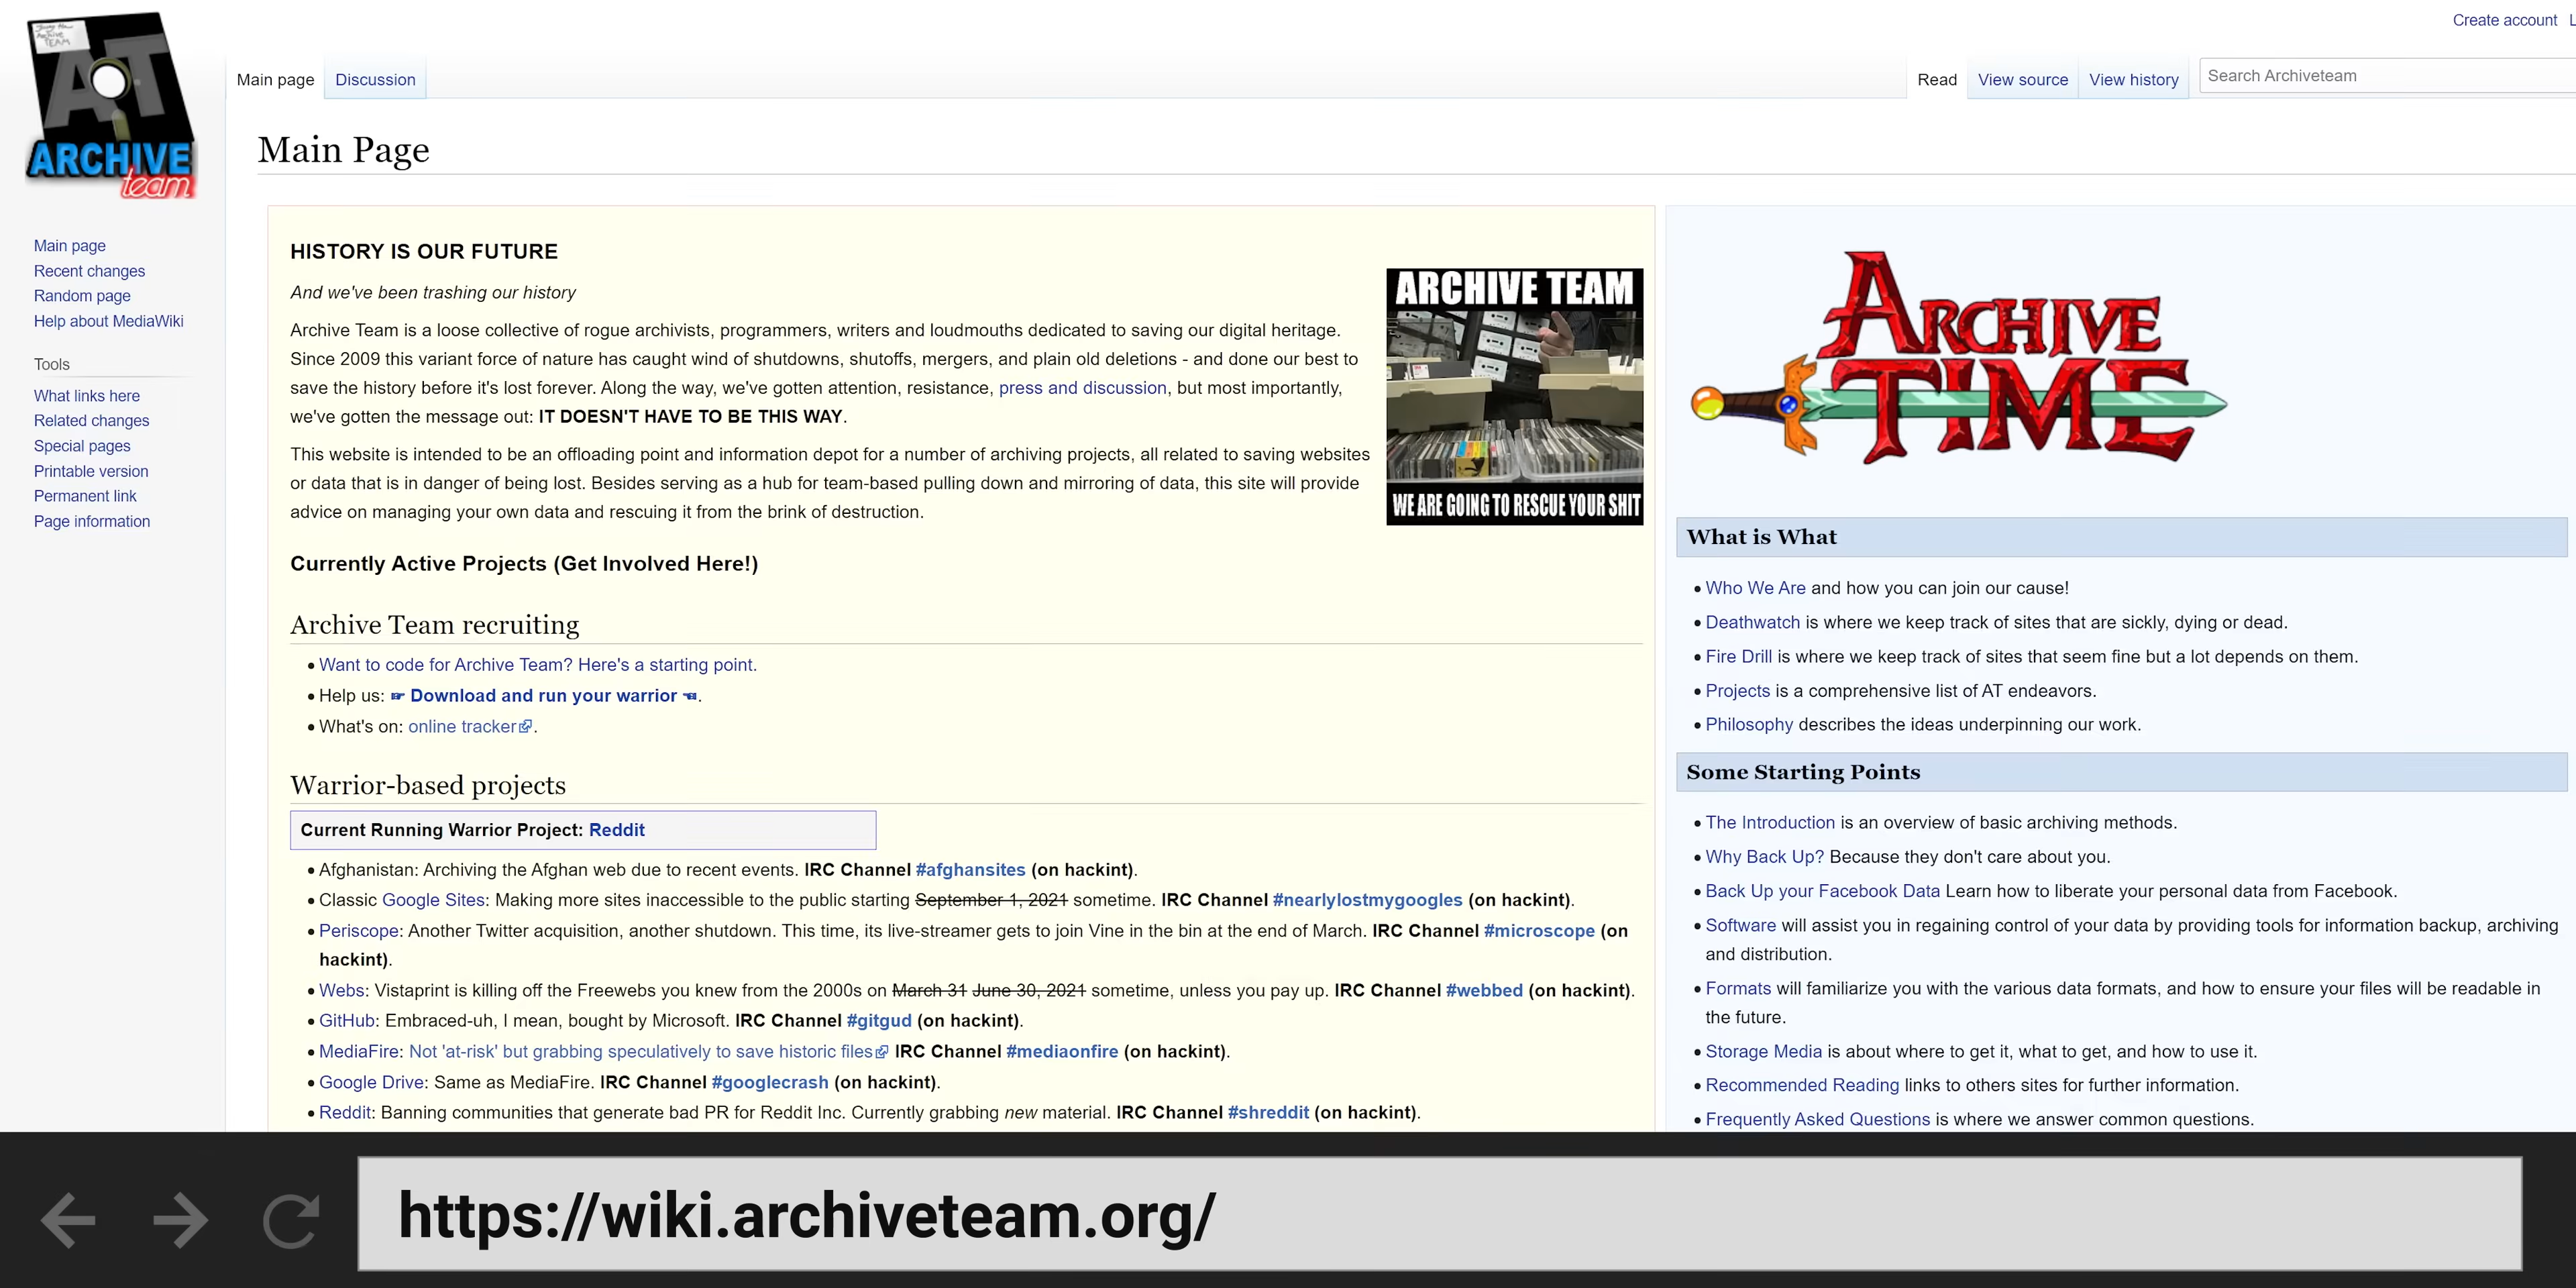 Create account
Main page
Discussion
Read
View source
View history
Search Archiveteam
AT
ARCHIVE
team
Main page
Recent changes
Random page
Help about MediaWiki
Tools
What links here
Related changes
Special pages
Printable version
Permanent link
Page information
Main Page
HISTORY IS OUR FUTURE
And we've been trashing our history
Archive Team is a loose collective of rogue archivists, programmers, writers and loudmouths dedicated to saving our digital heritage.
Since 2009 this variant force of nature has caught wind of shutdowns, shutoffs, mergers, and plain old deletions - and done our best to
save the history before it's lost forever. Along the way, we've gotten attention, resistance, press and discussion, but most importantly,
we've gotten the message out: IT DOESN'T HAVE TO BE THIS WAY.
This website is intended to be an offloading point and information depot for a number of archiving projects, all related to saving websites
or data that is in danger of being lost. Besides serving as a hub for team-based pulling down and mirroring of data, this site will provide
advice on managing your own data and rescuing it from the brink of destruction.
ARCHIVE TEAM
WE ARE GOING TO RESCUE YOUR SHIT
Currently Active Projects (Get Involved Here!)
Archive Team recruiting
• Want to code for Archive Team? Here's a starting point.
• Help us: ☛ Download and run your warrior ☚.
• What's on: online tracker.
Warrior-based projects
Current Running Warrior Project: Reddit
• Afghanistan: Archiving the Afghan web due to recent events. IRC Channel #afghansites (on hackint).
• Classic Google Sites: Making more sites inaccessible to the public starting September 1, 2021 sometime. IRC Channel #nearlylostmygoogles (on hackint).
• Periscope: Another Twitter acquisition, another shutdown. This time, its live-streamer gets to join Vine in the bin at the end of March. IRC Channel #microscope (on
hackint).
• Webs: Vistaprint is killing off the Freewebs you knew from the 2000s on March 31 June 30, 2021 sometime, unless you pay up. IRC Channel #webbed (on hackint).
• GitHub: Embraced-uh, I mean, bought by Microsoft. IRC Channel #gitgud (on hackint).
• MediaFire: Not 'at-risk' but grabbing speculatively to save historic files IRC Channel #mediaonfire (on hackint).
• Google Drive: Same as MediaFire. IRC Channel #googlecrash (on hackint).
• Reddit: Banning communities that generate bad PR for Reddit Inc. Currently grabbing new material. IRC Channel #shreddit (on hackint).
ARCHIVE
TIME
What is What
• Who We Are and how you can join our cause!
• Deathwatch is where we keep track of sites that are sickly, dying or dead.
• Fire Drill is where we keep track of sites that seem fine but a lot depends on them.
• Projects is a comprehensive list of AT endeavors.
• Philosophy describes the ideas underpinning our work.
Some Starting Points
• The Introduction is an overview of basic archiving methods.
• Why Back Up? Because they don't care about you.
• Back Up your Facebook Data Learn how to liberate your personal data from Facebook.
• Software will assist you in regaining control of your data by providing tools for information backup, archiving
and distribution.
• Formats will familiarize you with the various data formats, and how to ensure your files will be readable in
the future.
• Storage Media is about where to get it, what to get, and how to use it.
• Recommended Reading links to others sites for further information.
• Frequently Asked Questions is where we answer common questions.
https://wiki.archiveteam.org/